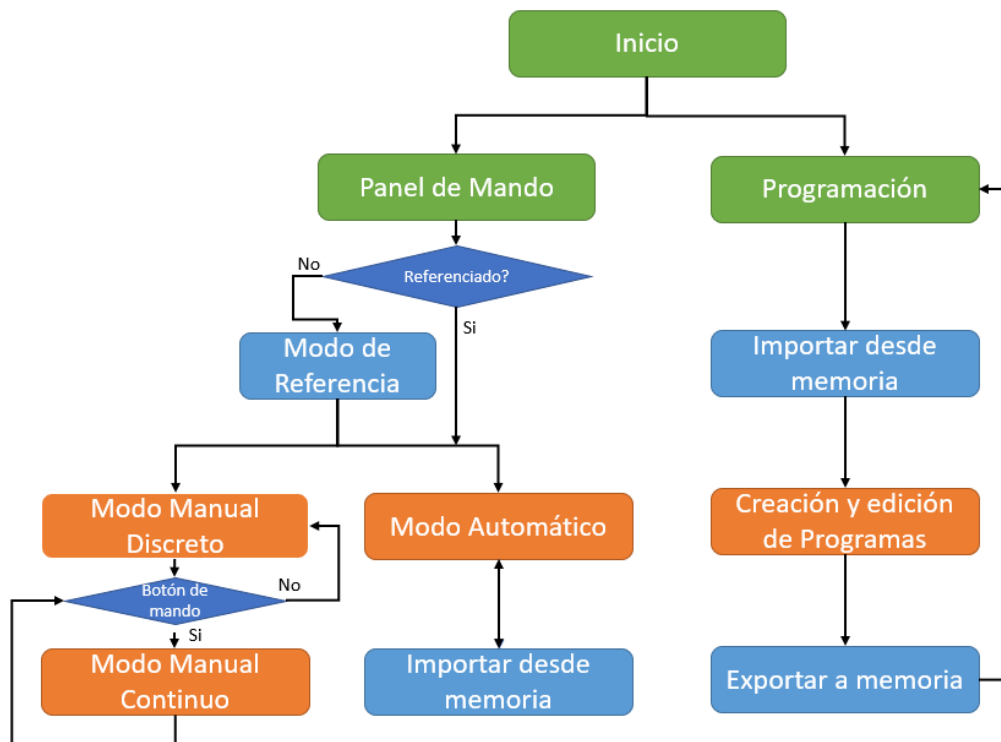 Inicio
Panel de Mando
Programación
No
Referenciado?
Si
Modo de
Referencia
Importar desde
memoria
Modo Manual
Discreto
Modo Automático
Creación y edición
de Programas
Botón de
mando
No
Si
Modo Manual
Continuo
Importar desde
memoria
Exportar a memoria